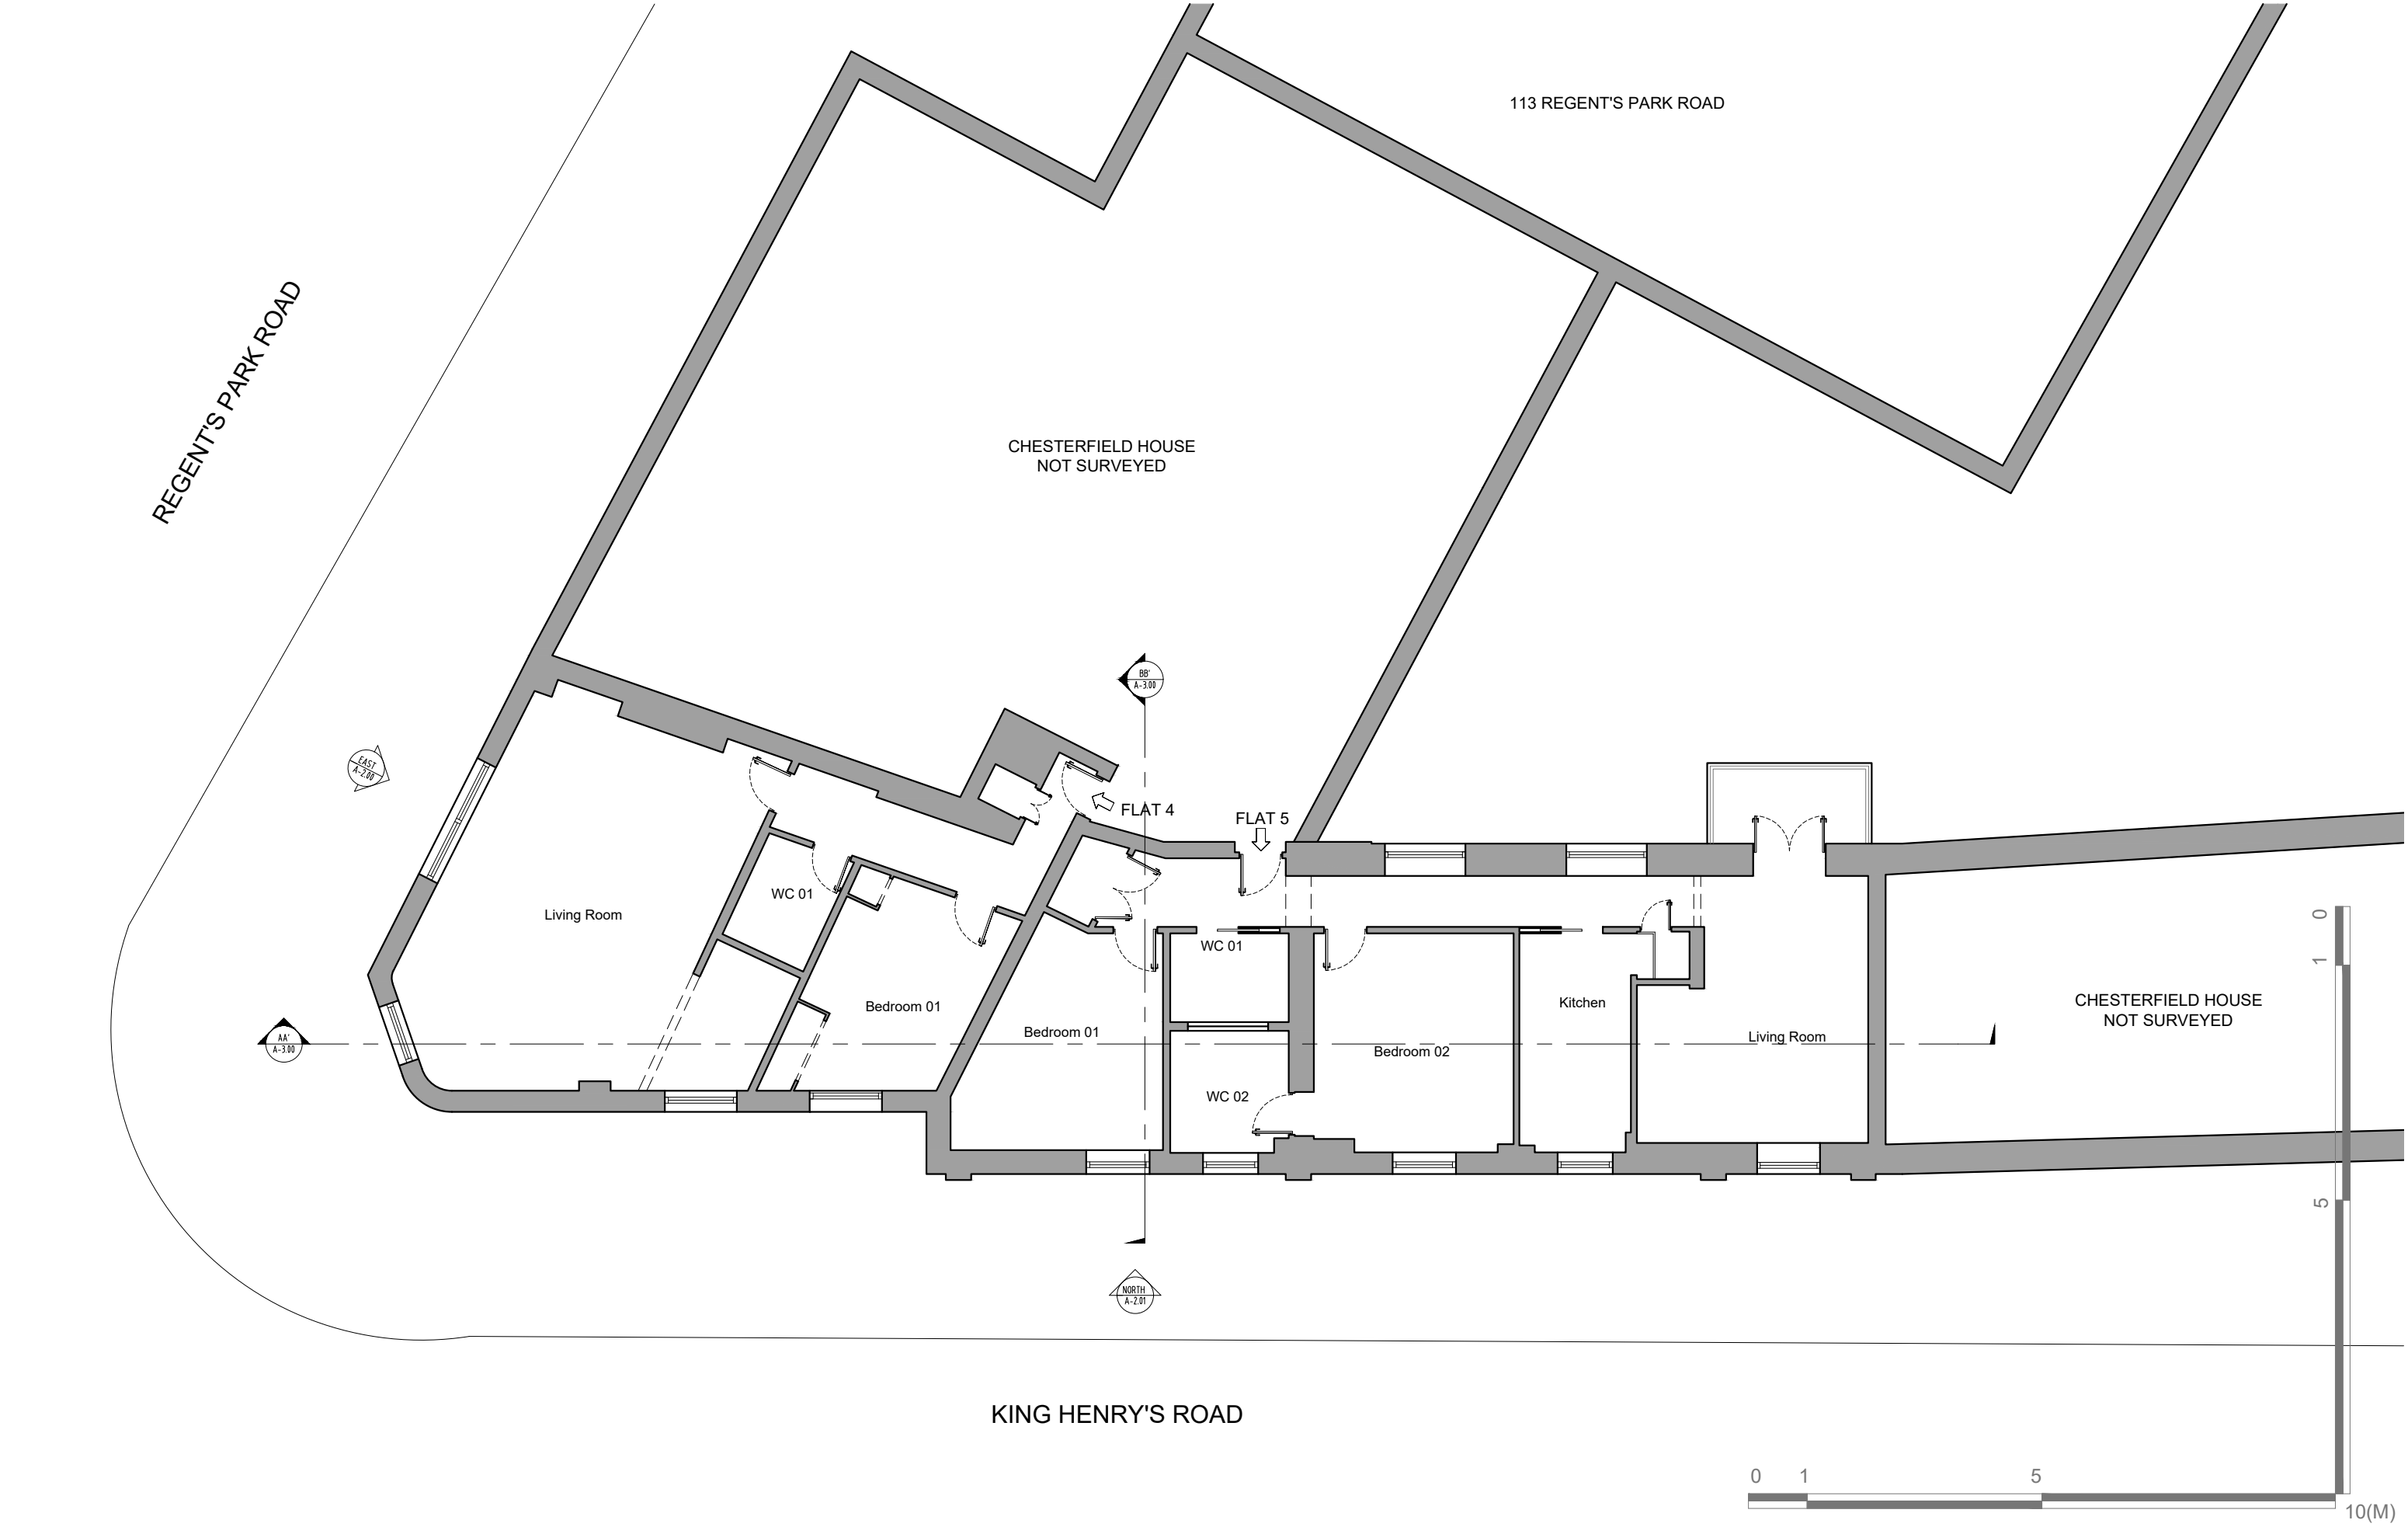 113 REGENT'S PARK ROAD
REGENT'S PARK ROAD
CHESTERFIELD HOUSE
NOT SURVEYED
BB'
A-3.00
EAST
A-2.00
FLAT 4
FLAT 5
WC 01
Living Room
WC 01
Bedroom 01
Bedroom 01
Kitchen
CHESTERFIELD HOUSE
NOT SURVEYED
AA'
A-3.00
Bedroom 02
Living Room
WC 02
NORTH
A-2.01
KING HENRY'S ROAD
0
1
5
0 1 5
10(M)